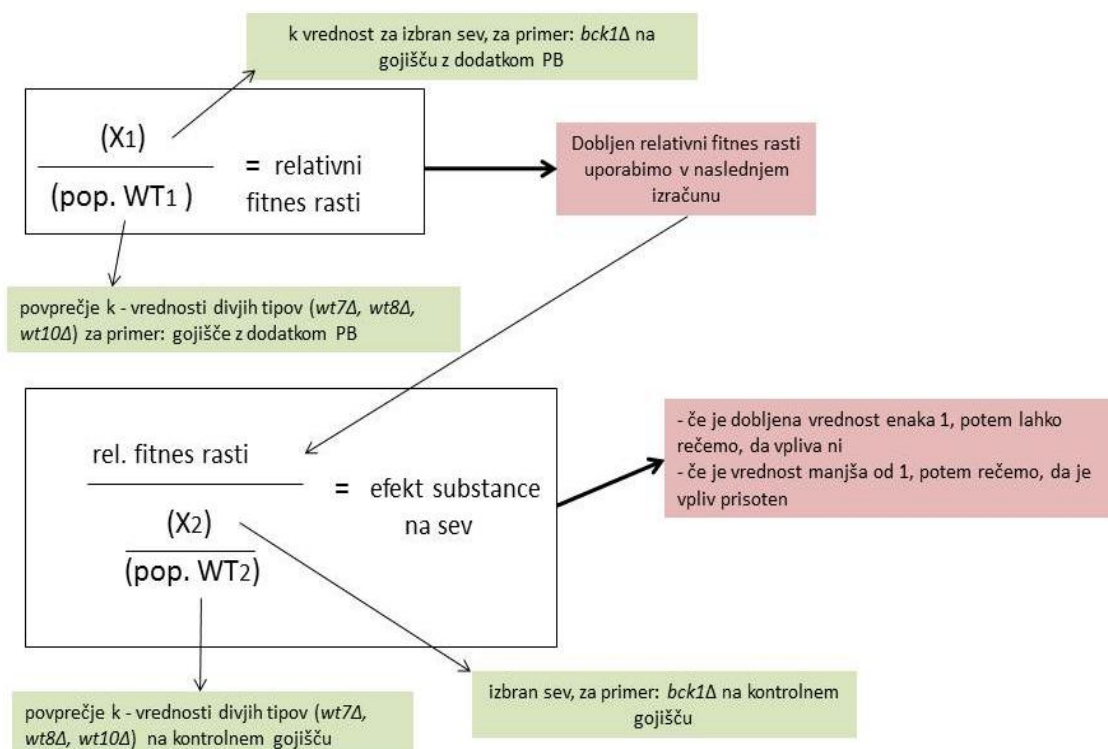 k vrednost za izbran sev, za primer: bck1Δ na
gojišču z dodatkom PB
(X1)
(pop. WT1 )
= relativni
fitnes rasti
Dobljen relativni fitnes rasti
uporabimo v naslednjem
izračunu
povprečje k - vrednosti divjih tipov (wt7Δ, wt8Δ,
wt10Δ) za primer: gojišče z dodatkom PB
rel. fitnes rasti
(X2)
(pop. WT2)
= efekt substance
na sev
- če je dobljena vrednost enaka 1, potem lahko
rečemo, da vpliva ni
- če je vrednost manjša od 1, potem rečemo, da je
vpliv prisoten
izbran sev, za primer: bck1Δ na kontrolnem
gojišču
povprečje k - vrednosti divjih tipov (wt7Δ,
wt8Δ, wt10Δ) na kontrolnem gojišču